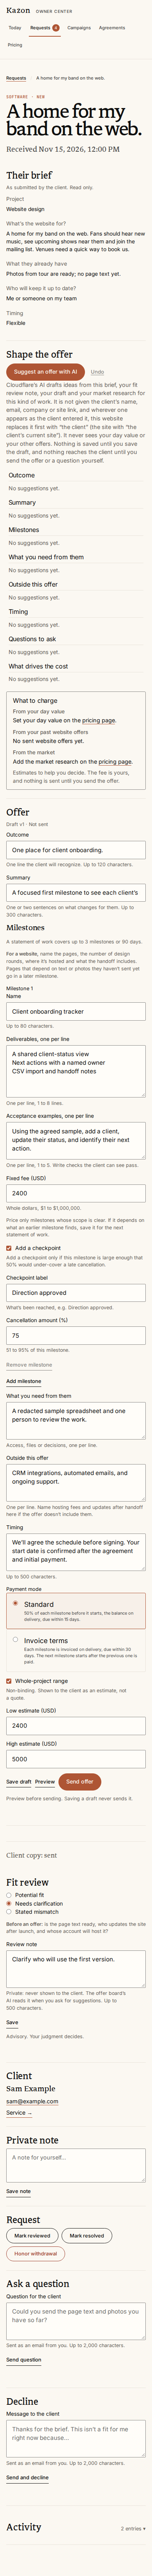 Kazon OWNER CENTER
Today Requests Campaigns Agreements
Pricing
Requests A home for my band on the web.
SOFTWARE · NEW
A home for my
band on the web.
Received Nov 15, 2026, 12:00 PM
Their brief
As submitted by the client. Read only.
Project
Website design
What's the website for?
A home for my band on the web. Fans should hear new
music, see upcoming shows near them and join the
mailing list. Venues need a quick way to book us.
What they already have
Photos from a tour are ready; no page text yet.
Who will keep it up to date?
Me or someone on my team
Timing
Flexible
Shape the offer
Suggest an offer with AI Undo
Cloudflare's AI drafts ideas from this brief, your fit
review note, your draft and your market research
for this kind of work. It is not given the client's name,
email, company or site link, and wherever one
appears as the client entered it, this website
replaces it first with "the client" (the site with "the
client's current site"). It never sees your day value or
your other offers. Nothing is saved until you save
the draft, and nothing reaches the client until you
send the offer or a question yourself.
Outcome
No suggestions yet.
Summary
No suggestions yet.
Milestones
No suggestions yet.
What you need from them
No suggestions yet.
Outside this offer
No suggestions yet.
Timing
No suggestions yet.
Questions to ask
No suggestions yet.
What drives the cost
No suggestions yet.
What to charge
From your day value
Set your day value on the pricing page.
From your past website offers
No sent website offers yet.
From the market
Add the market research on the pricing page.
Estimates to help you decide. The fee is yours,
and nothing is sent until you send the offer.
Offer
Draft v1 · Not sent
Outcome
One place for client onboarding.
One line the client will recognize. Up to 120 characters.
Summary
A focused first milestone to see each client's
One or two sentences on what changes for them. Up to
300 characters.
Milestones
A statement of work covers up to 3 milestones or 90 days.
For a website, name the pages, the number of design
rounds, where it's hosted and what the handoff includes.
Pages that depend on text or photos they haven't sent yet
go in a later milestone.
Milestone 1
Name
Client onboarding tracker
Up to 80 characters.
Deliverables, one per line
A shared client-status view
Next actions with a named owner
CSV import and handoff notes
One per line, 1 to 8 lines.
Acceptance examples, one per line
Using the agreed sample, add a client,
update their status, and identify their next
action.
One per line, 1 to 5. Write checks the client can see pass.
Fixed fee (USD)
2400
Whole dollars, $1 to $1,000,000.
Price only milestones whose scope is clear. If it depends on
what an earlier milestone finds, save it for the next
statement of work.
Add a checkpoint
Add a checkpoint only if this milestone is large enough that
50% would under-cover a late cancellation.
Checkpoint label
Direction approved
What's been reached, e.g. Direction approved.
Cancellation amount (%)
75
51 to 95% of this milestone.
Remove milestone
Add milestone
What you need from them
A redacted sample spreadsheet and one
person to review the work.
Access, files or decisions, one per line.
Outside this offer
CRM integrations, automated emails, and
ongoing support.
One per line. Name hosting fees and updates after handoff
here if the offer doesn't include them.
Timing
We'll agree the schedule before signing. Your
start date is confirmed after the agreement
and initial payment.
Up to 500 characters.
Payment mode
Standard
50% of each milestone before it starts, the balance on
delivery, due within 15 days.
Invoice terms
Each milestone is invoiced on delivery, due within 30
days. The next milestone starts after the previous one is
paid.
Whole-project range
Non-binding. Shown to the client as an estimate, not
a quote.
Low estimate (USD)
2400
High estimate (USD)
5000
Save draft Preview Send offer
Preview before sending. Saving a draft never sends it.
Client copy: sent
Fit review
Potential fit
Needs clarification
Stated mismatch
Before an offer: is the page text ready, who updates the site
after launch, and whose account will host it?
Review note
Clarify who will use the first version.
Private: never shown to the client. The offer board's
AI reads it when you ask for suggestions. Up to
500 characters.
Save
Advisory. Your judgment decides.
Client
Sam Example
sam@example.com
Service →
Private note
A note for yourself...
Save note
Request
Mark reviewed Mark resolved
Honor withdrawal
Ask a question
Question for the client
Could you send the page text and photos you
have so far?
Sent as an email from you. Up to 2,000 characters.
Send question
Decline
Message to the client
Thanks for the brief. This isn't a fit for me
right now because...
Sent as an email from you. Up to 2,000 characters.
Send and decline
Activity 2 entries ▾